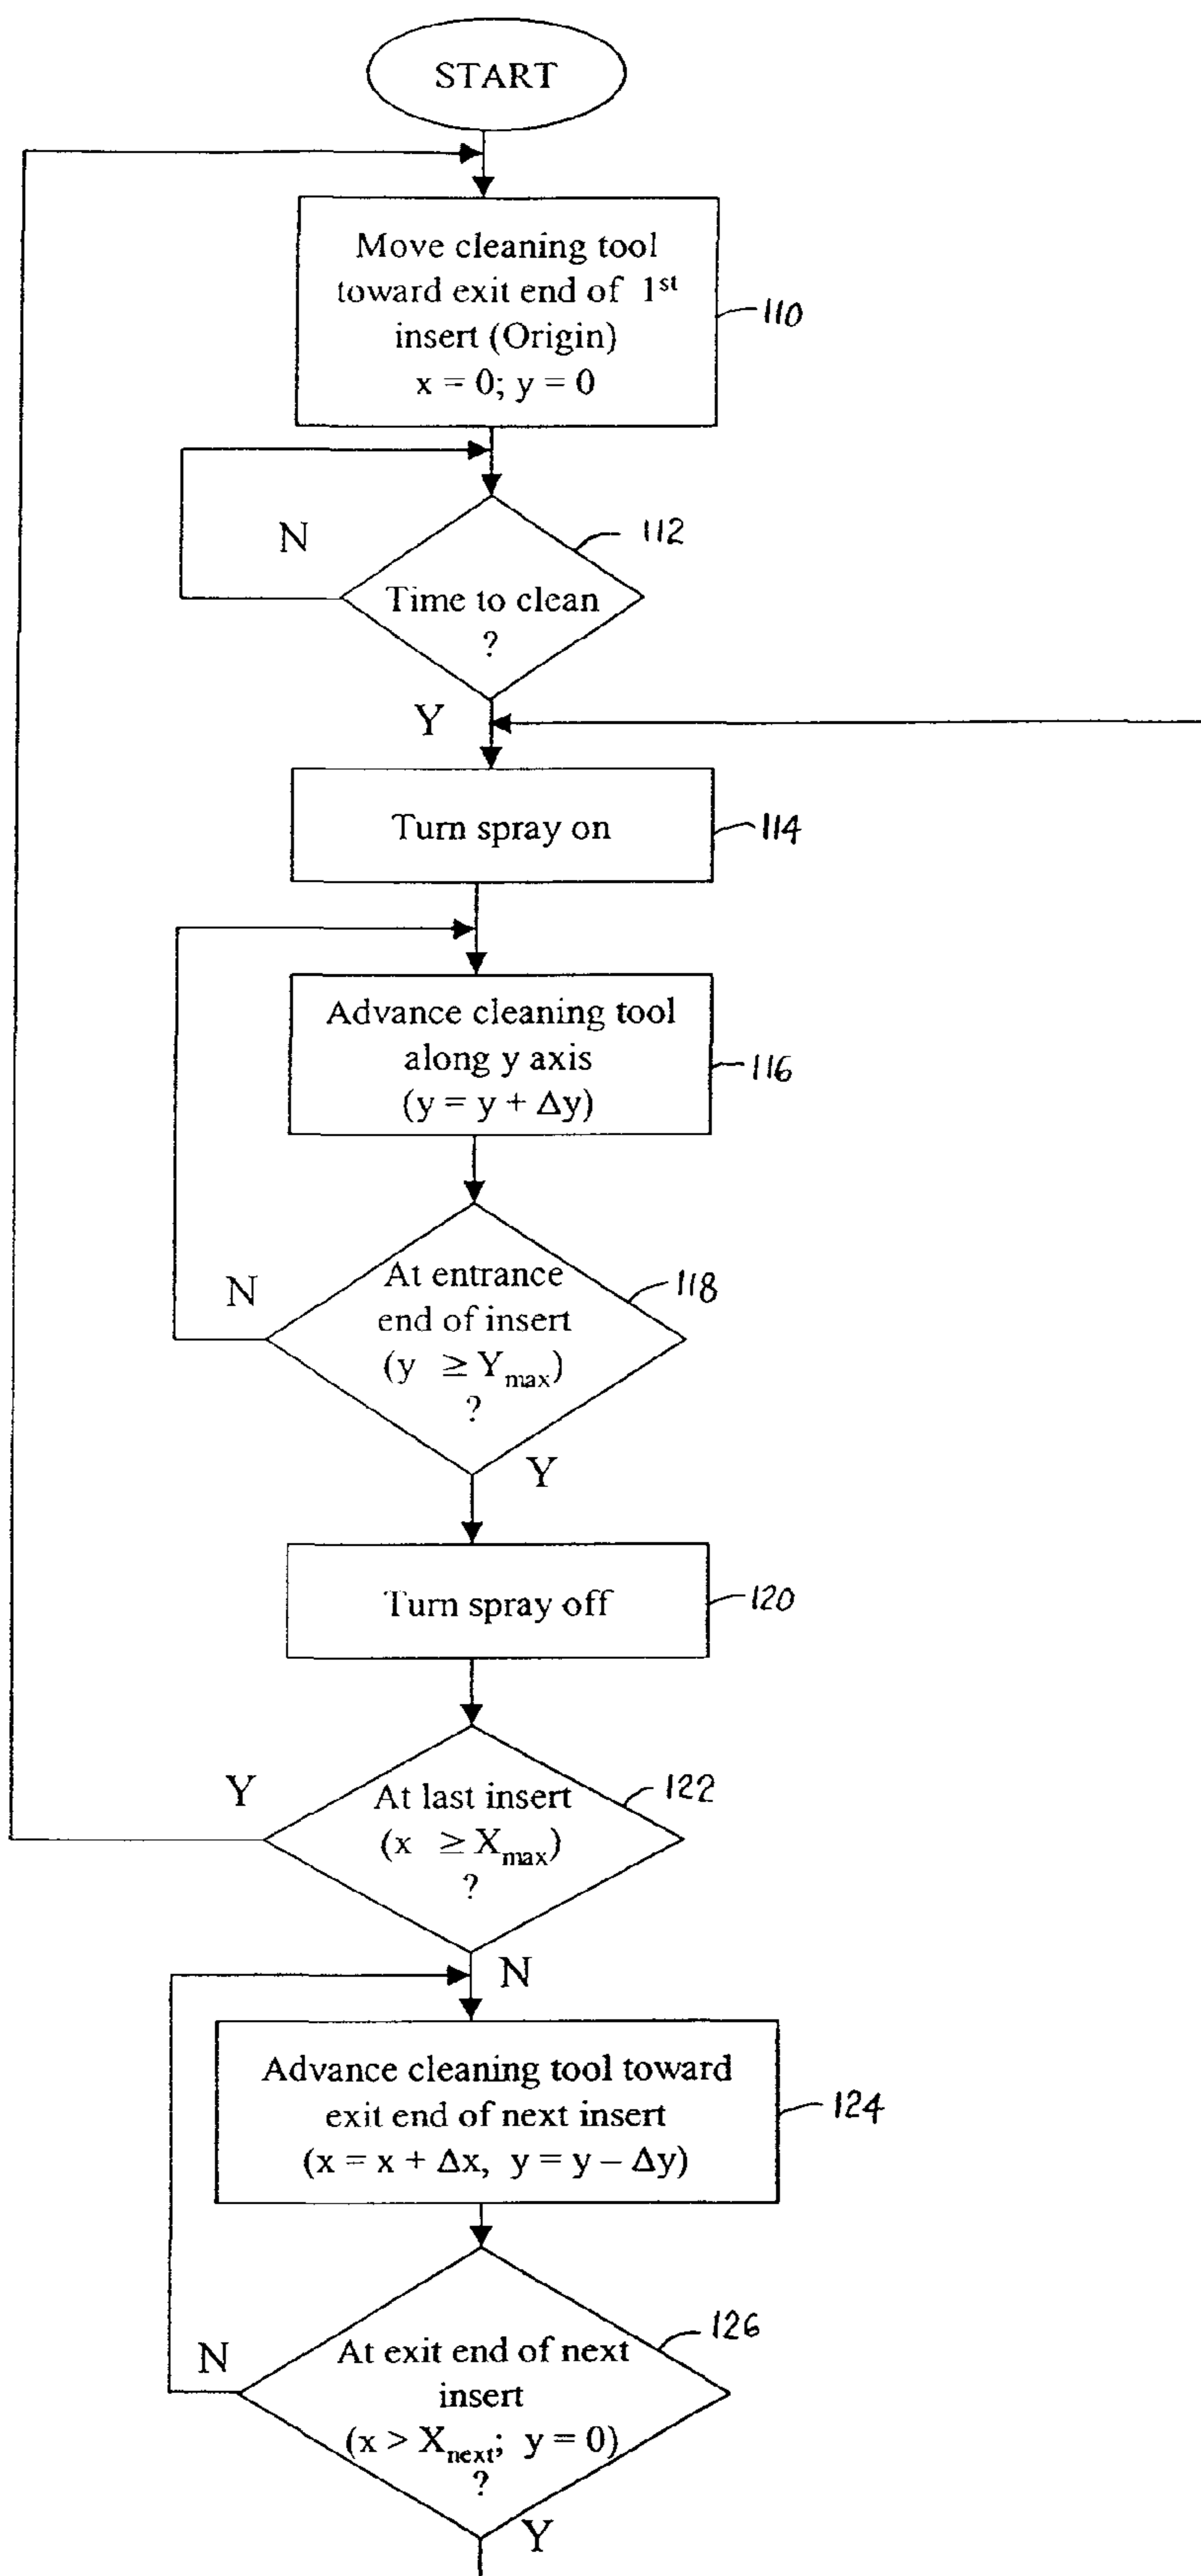 START
Move cleaning tool
toward exit end of 1st
insert (Origin)
x = 0; y = 0
110
N
112
Time to clean
?
Y
Turn spray on
114
Advance cleaning tool
along y axis
(y = y + Δy)
116
At entrance
end of insert
(y ≥ Ymax)
?
118
N
Y
Turn spray off
120
Y
At last insert
(x ≥ Xmax)
?
122
N
Advance cleaning tool toward
exit end of next insert
(x = x + Δx, y = y – Δy)
124
126
N
At exit end of next
insert
(x > Xnext; y = 0)
?
Y